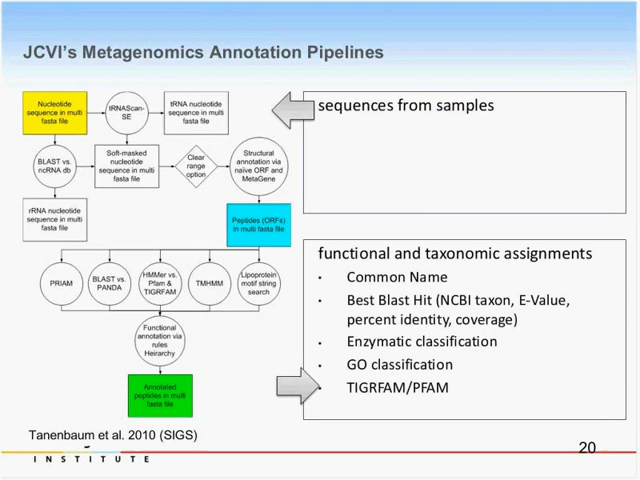 JCVI's Metagenomics Annotation Pipelines
Nucleotide
sequence in multi
fasta file
tRNAScan-
SE
tRNA nucleotide
sequence in multi
fasta file
sequences from samples
BLAST vs.
ncRNA db
Soft-masked
nucleotide
sequence in multi
fasta file
Clear
range
option
Structural
annotation via
naïve ORF and
MetaGene
rRNA nucleotide
sequence in multi
fasta file
Peptides (ORFs)
in multi fasta file
PRIAM
BLAST vs.
PANDA
HMMer vs.
Pfam &
TIGRFAM
TMHMM
Lipoprotein
motif string
search
Functional
annotation via
rules
Heirarchy
Annotated
peptides in multi
fasta file
functional and taxonomic assignments
• Common Name
• Best Blast Hit (NCBI taxon, E-Value,
percent identity, coverage)
• Enzymatic classification
• GO classification
• TIGRFAM/PFAM
Tanenbaum et al. 2010 (SIGS)
INSTITUTE
20